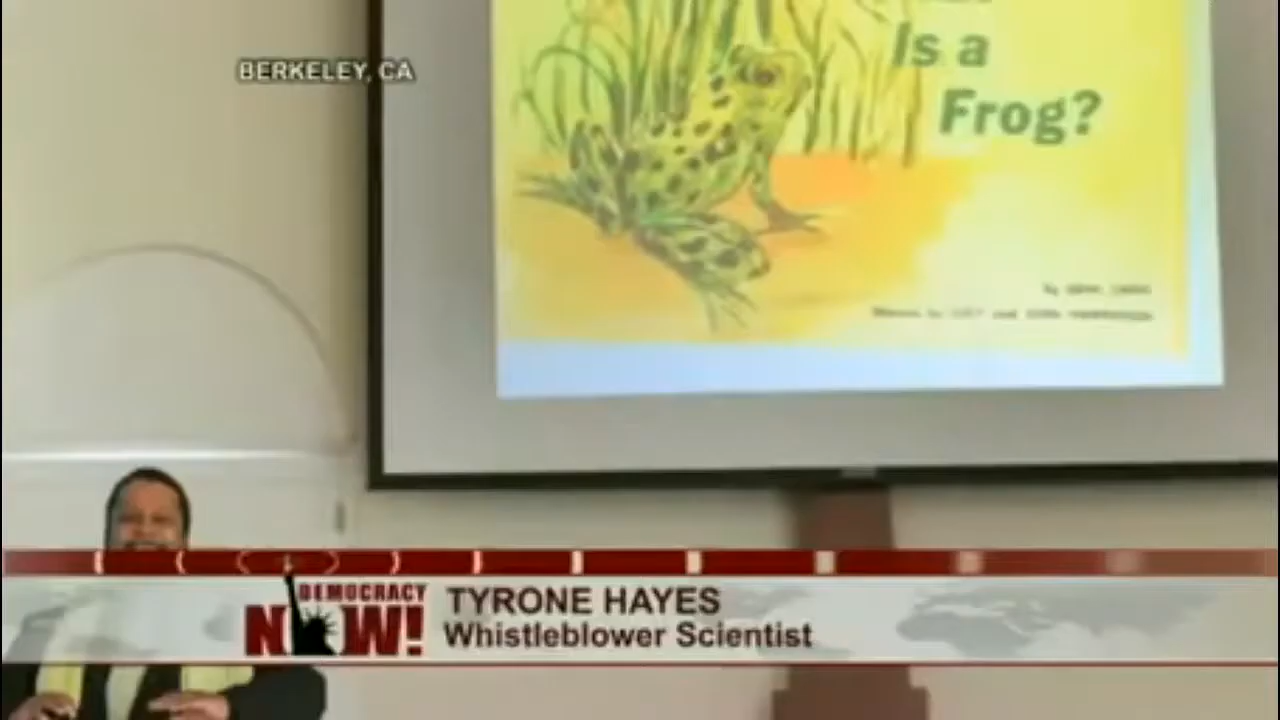 Is a
BERKELEY, CA
Frog?
DEMOCRACY
NOW!
TYRONE HAYES
Whistleblower Scientist